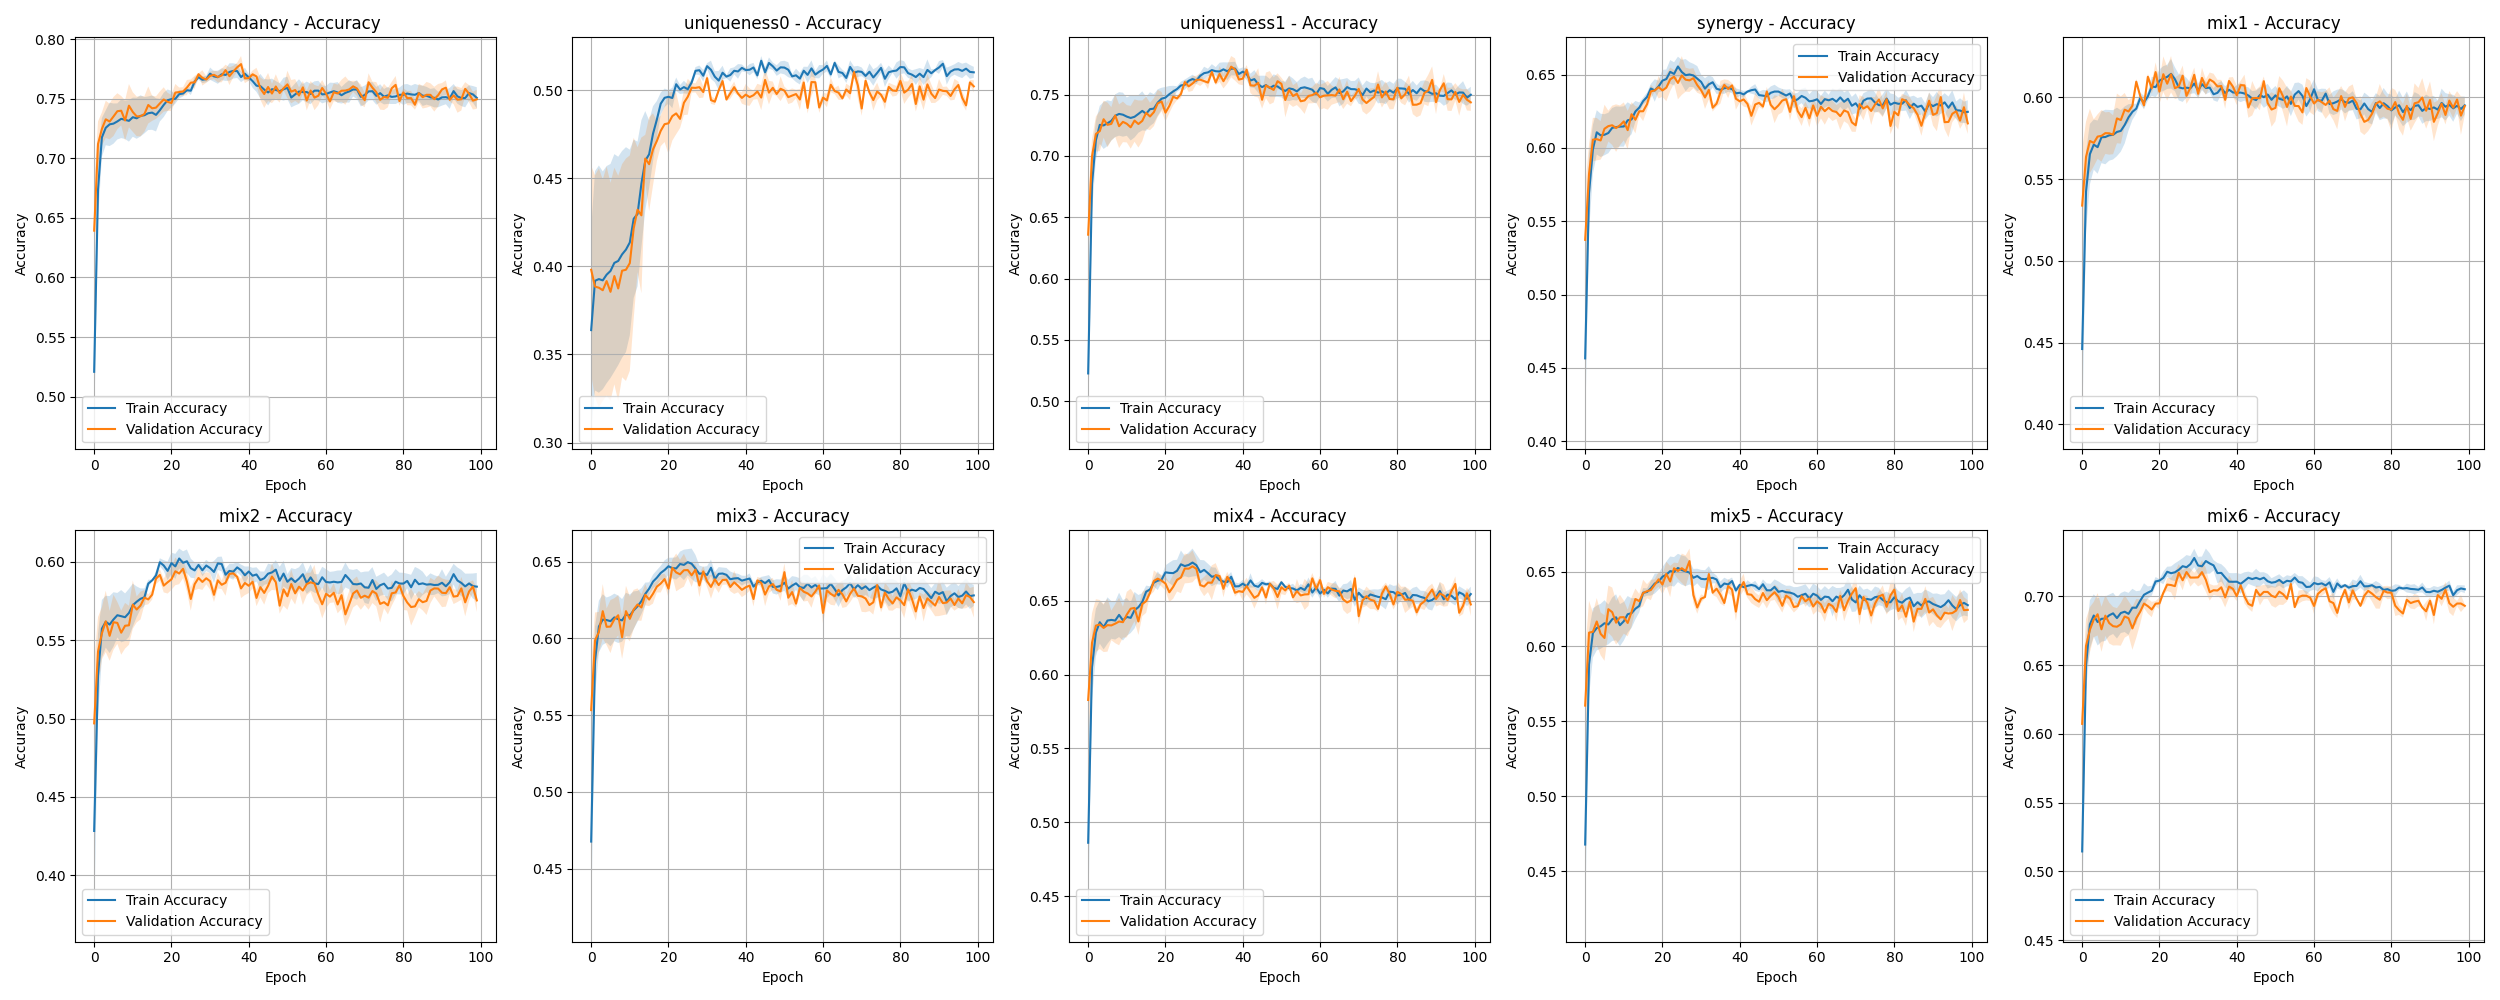 redundancy - Accuracy
0.80
0.75
0.70
0.65
0.60
0.55
0.50
Accuracy
Train Accuracy
Validation Accuracy
0 20 40 60 80 100
Epoch
uniqueness0 - Accuracy
0.50
0.45
0.40
0.35
0.30
Accuracy
Train Accuracy
Validation Accuracy
0 20 40 60 80 100
Epoch
uniqueness1 - Accuracy
0.75
0.70
0.65
0.60
0.55
0.50
Accuracy
Train Accuracy
Validation Accuracy
0 20 40 60 80 100
Epoch
synergy - Accuracy
Train Accuracy
Validation Accuracy
0.65
0.60
0.55
0.50
0.45
0.40
Accuracy
0 20 40 60 80 100
Epoch
mix1 - Accuracy
0.60
0.55
0.50
0.45
0.40
Accuracy
Train Accuracy
Validation Accuracy
0 20 40 60 80 100
Epoch
mix2 - Accuracy
0.60
0.55
0.50
0.45
0.40
Accuracy
Train Accuracy
Validation Accuracy
0 20 40 60 80 100
Epoch
mix3 - Accuracy
Train Accuracy
Validation Accuracy
0.65
0.60
0.55
0.50
0.45
Accuracy
0 20 40 60 80 100
Epoch
mix4 - Accuracy
0.65
0.60
0.55
0.50
0.45
Accuracy
Train Accuracy
Validation Accuracy
0 20 40 60 80 100
Epoch
mix5 - Accuracy
Train Accuracy
Validation Accuracy
0.65
0.60
0.55
0.50
0.45
Accuracy
0 20 40 60 80 100
Epoch
mix6 - Accuracy
0.70
0.65
0.60
0.55
0.50
0.45
Accuracy
Train Accuracy
Validation Accuracy
0 20 40 60 80 100
Epoch